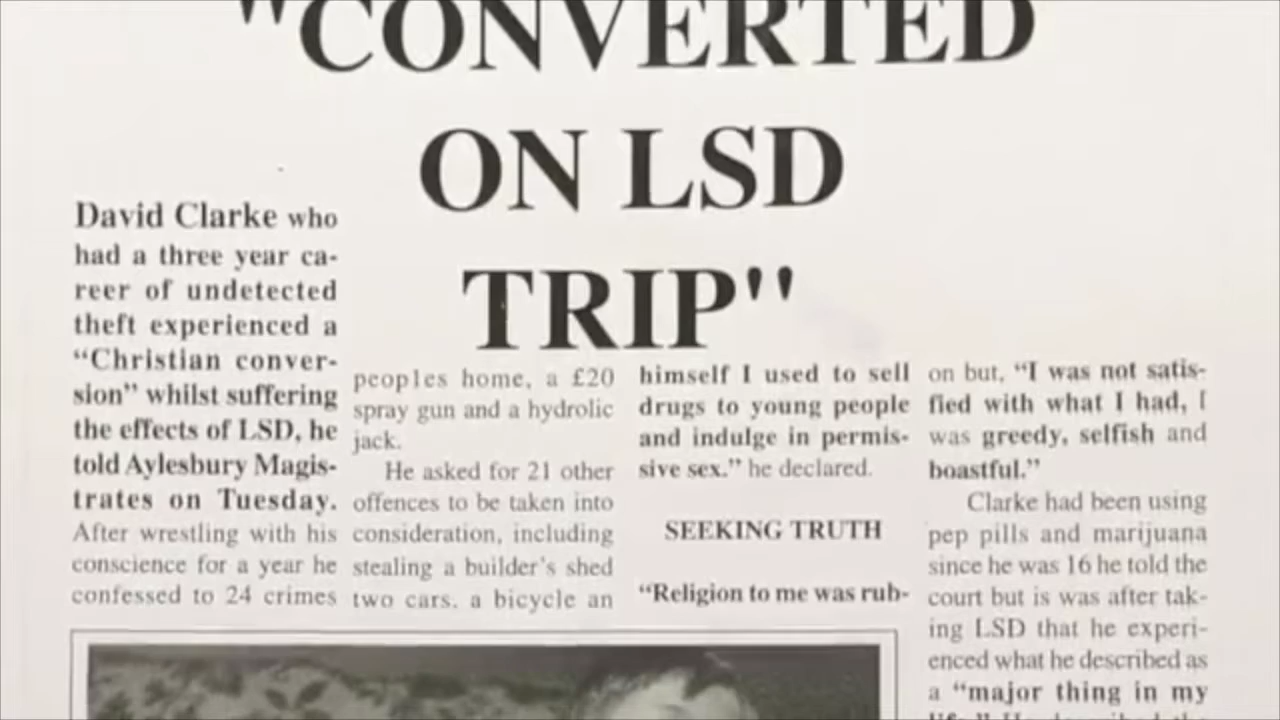 "CONVERTED
ON LSD
TRIP"
David Clarke who
had a three year ca-
reer of undetected
theft experienced a
“Christian conver-
sion” whilst suffering
the effects of LSD, he
told Aylesbury Magis-
trates on Tuesday.
After wrestling with his
conscience for a year he
confessed to 24 crimes
peoples home, a £20
spray gun and a hydrolic
jack.
He asked for 21 other
offences to be taken into
consideration, including
stealing a builder's shed
two cars. a bicycle an
himself I used to sell
drugs to young people
and indulge in permis-
sive sex.” he declared.
SEEKING TRUTH
“Religion to me was rub-
on but, “I was not satis-
fied with what I had, I
was greedy, selfish and
boastful.”
Clarke had been using
pep pills and marijuana
since he was 16 he told the
court but is was after tak-
ing LSD that he experi-
enced what he described as
a “major thing in my